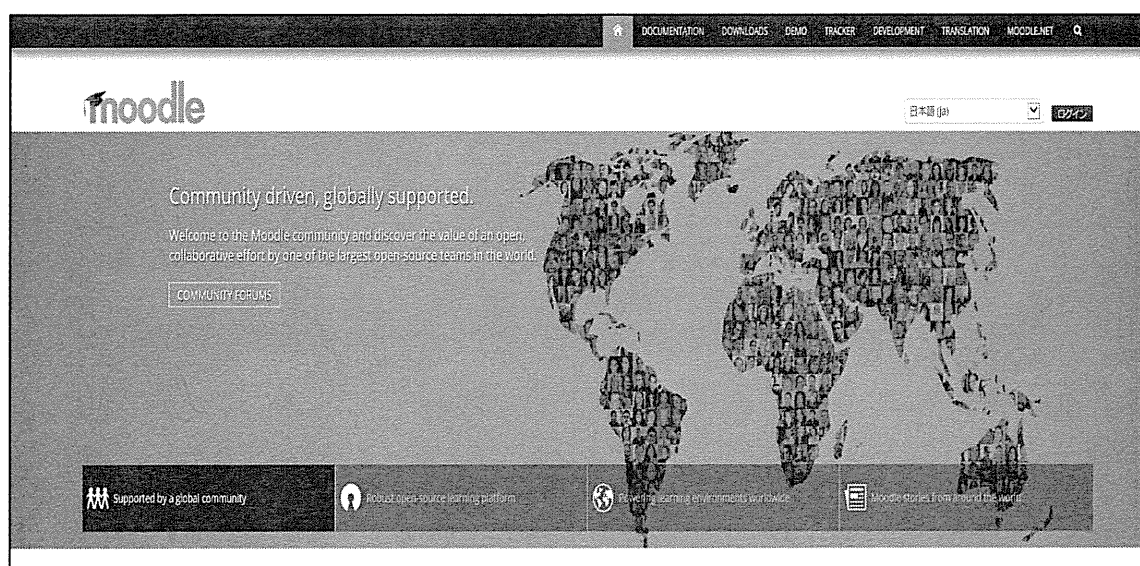 DOCUMENTATION DOWNLOADS DEMO TRACKER DEVELOPMENT TRANSLATION MOODLE.NET
moodle
日本語 (ja)
ログイン
Community driven, globally supported.
Welcome to the Moodle community and discover the value of an open,
collaborative effort by one of the largest open-source teams in the world.
COMMUNITY FORUMS
Supported by a global community
Robust open-source learning platform
Powering learning environments worldwide
Moodle stories from around the world